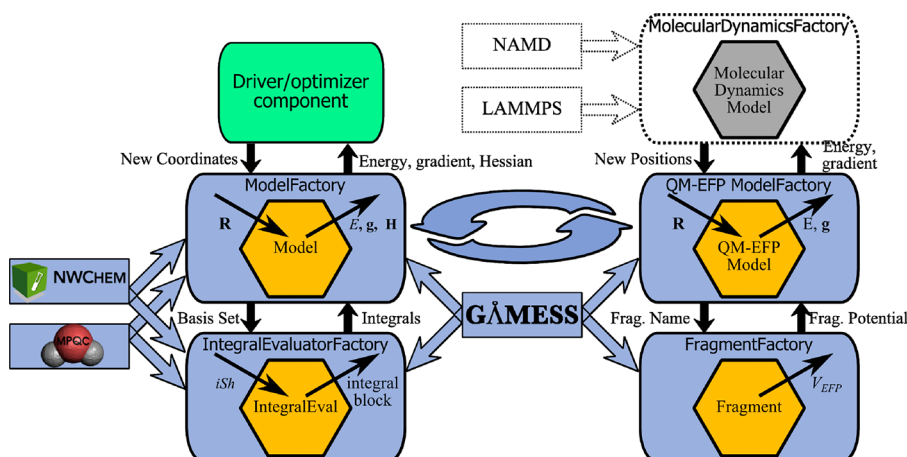 MolecularDynamicsFactory
NAMD
Driver/optimizer
component
Molecular
Dynamics
Model
LAMMPS
New Coordinates
Energy, gradient, Hessian
New Positions
Energy,
gradient
ModelFactory
QM-EFP ModelFactory
R
E, g, H
Model
R
E, g
QM-EFP
Model
NWCHEM
MPQC
GÅMESS
Basis Set
Integrals
Frag. Name
Frag. Potential
IntegralEvaluatorFactory
FragmentFactory
iSh
integral
block
IntegralEval
Fragment
VEFP